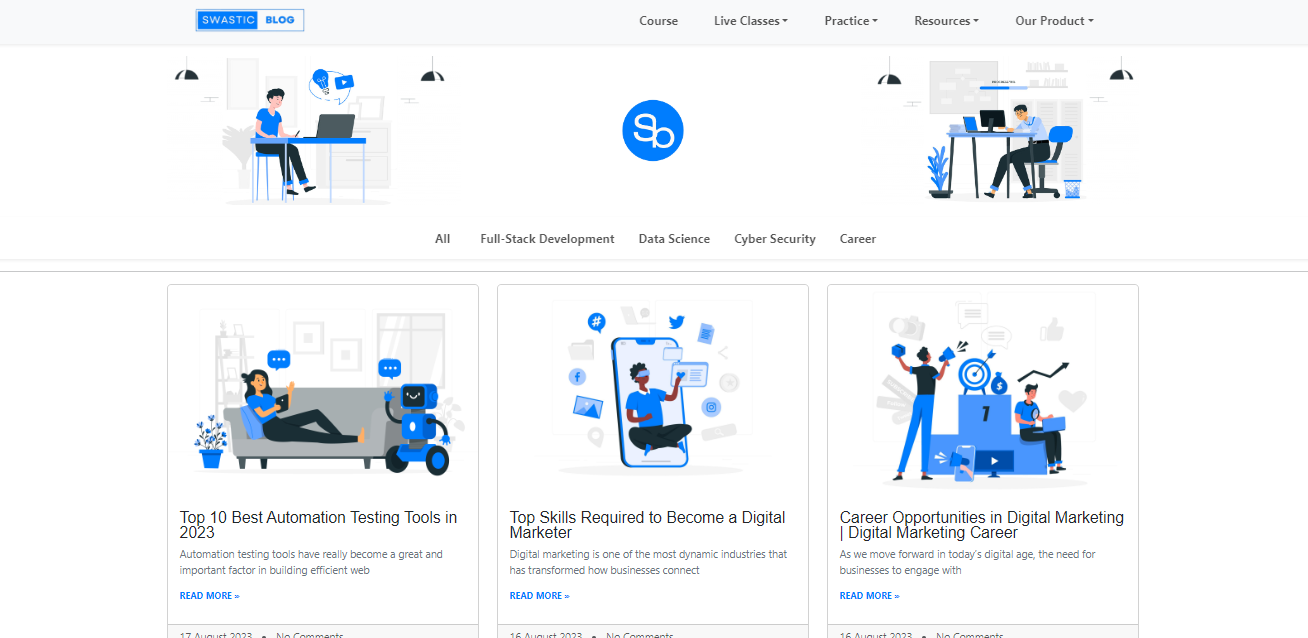 SWASTIC BLOG
Course Live Classes Practice Resources Our Product
Sb
All Full-Stack Development Data Science Cyber Security Career
1
Top 10 Best Automation Testing Tools in
2023
Automation testing tools have really become a great and
important factor in building efficient web
READ MORE »
17 August 2023 • No Comments
Top Skills Required to Become a Digital
Marketer
Digital marketing is one of the most dynamic industries that
has transformed how businesses connect
READ MORE »
16 August 2023 • No Comments
Career Opportunities in Digital Marketing
| Digital Marketing Career
As we move forward in today's digital age, the need for
businesses to engage with
READ MORE »
16 August 2023 • No Comments